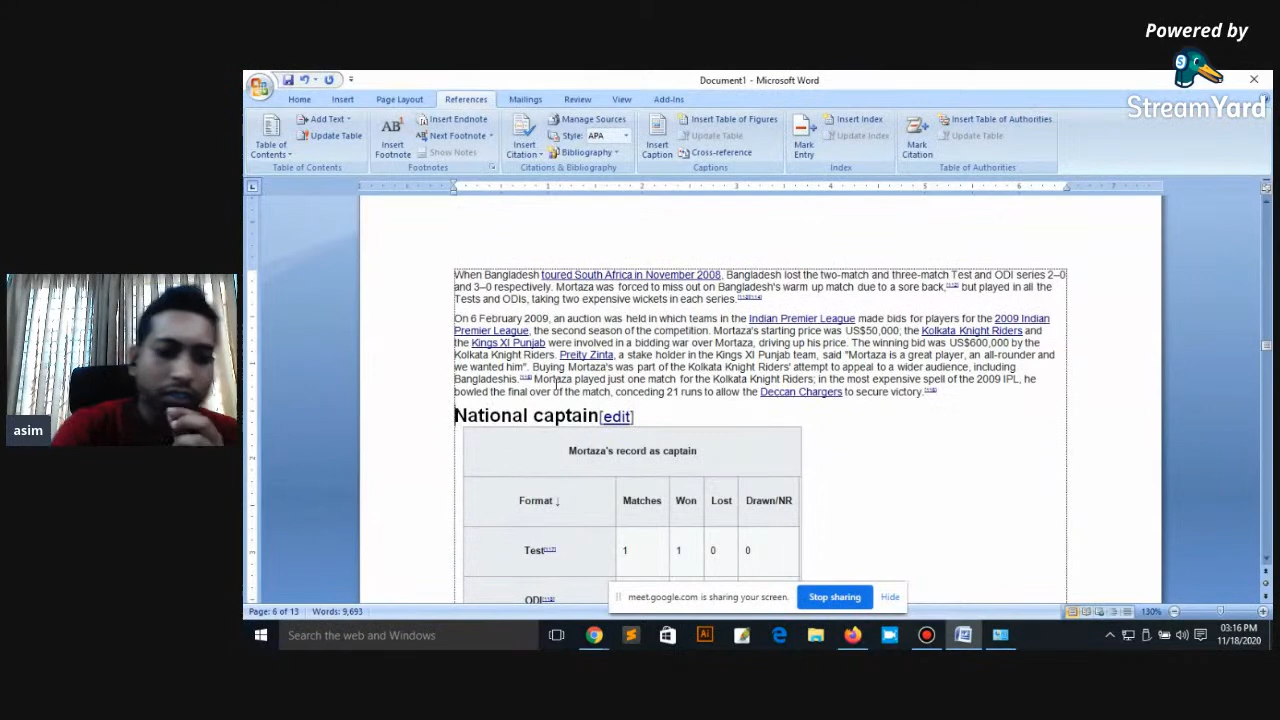 Powered by
StreamYard
Document1 - Microsoft Word
Home Insert Page Layout References Mailings Review View Add-Ins
Table of Contents
Add Text
Update Table
Table of Contents
AB1 Insert Footnote
Insert Endnote
Next Footnote
Show Notes
Footnotes
Insert Citation
Manage Sources
Style: APA
Bibliography
Citations & Bibliography
Insert Caption
Insert Table of Figures
Update Table
Cross-reference
Captions
Mark Entry
Insert Index
Update Index
Index
Mark Citation
Insert Table of Authorities
Update Table
Table of Authorities
When Bangladesh toured South Africa in November 2008, Bangladesh lost the two-match and three-match Test and ODI series 2–0
and 3–0 respectively. Mortaza was forced to miss out on Bangladesh's warm up match due to a sore back, but played in all the
Tests and ODIs, taking two expensive wickets in each series.
On 6 February 2009, an auction was held in which teams in the Indian Premier League made bids for players for the 2009 Indian
Premier League, the second season of the competition. Mortaza's starting price was US$50,000; the Kolkata Knight Riders and
the Kings XI Punjab were involved in a bidding war over Mortaza, driving up his price. The winning bid was US$600,000 by the
Kolkata Knight Riders. Preity Zinta, a stake holder in the Kings XI Punjab team, said "Mortaza is a great player, an all-rounder and
we wanted him". Buying Mortaza's was part of the Kolkata Knight Riders' attempt to appeal to a wider audience, including
Bangladeshis. Mortaza played just one match for the Kolkata Knight Riders; in the most expensive spell of the 2009 IPL, he
bowled the final over of the match, conceding 21 runs to allow the Deccan Chargers to secure victory.
National captain[edit]
Mortaza's record as captain
Format ↓ Matches Won Lost Drawn/NR
Test[117] 1 1 0 0
ODI
meet.google.com is sharing your screen. Stop sharing Hide
asim
Page: 6 of 13 Words: 9,693 130%
Search the web and Windows
03:16 PM
11/18/2020